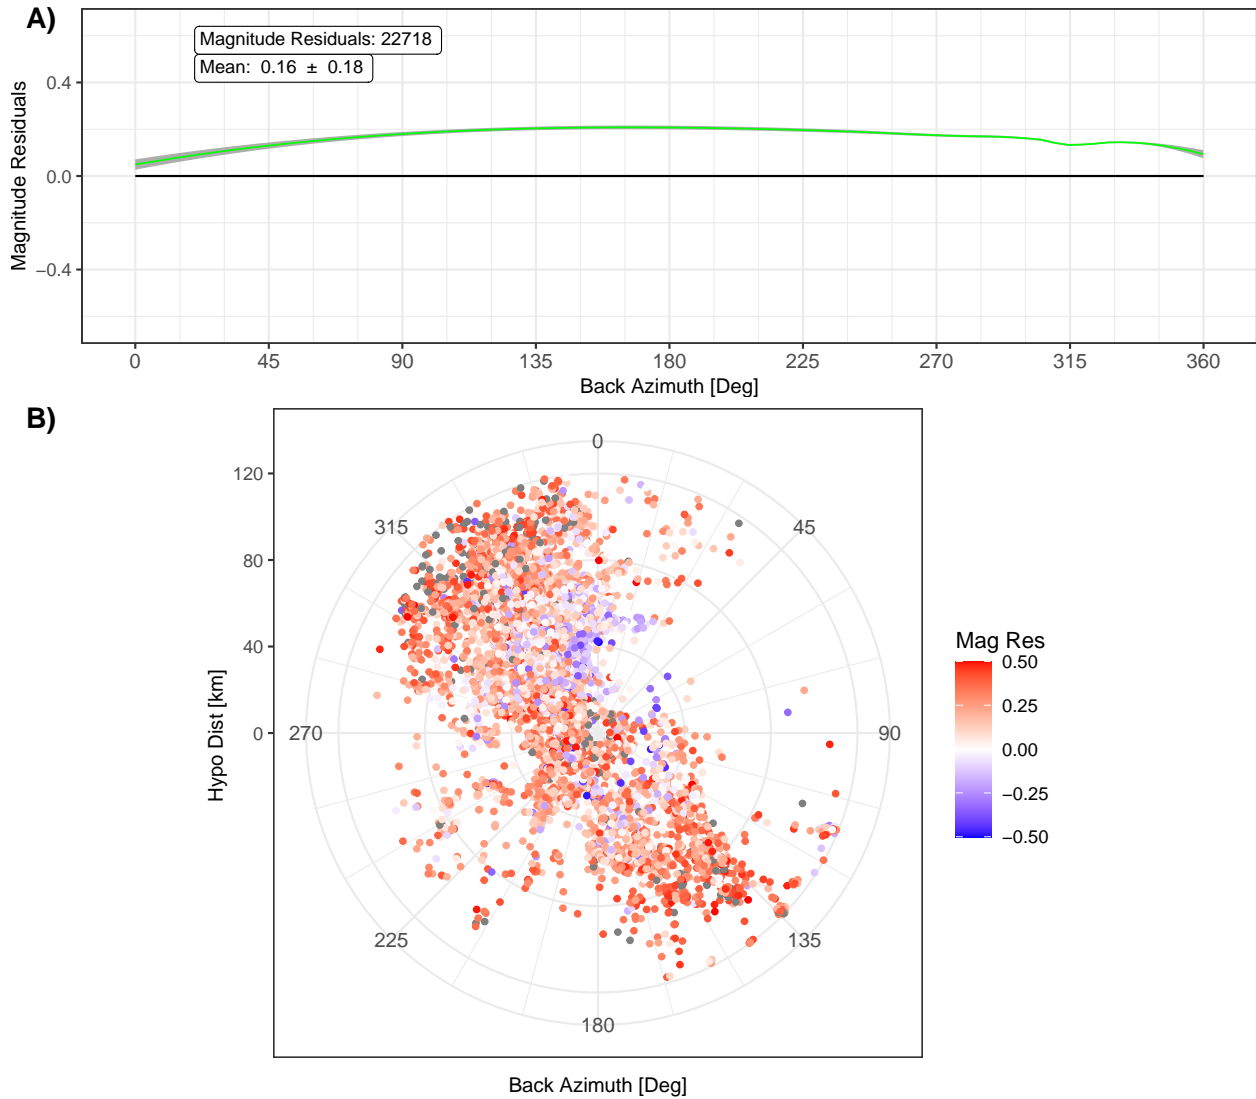 A)
Magnitude Residuals: 22718
Mean:  0.16  ±  0.18
Magnitude Residuals
0.4
0.0
−0.4
0 45 90 135 180 225 270 315 360
Back Azimuth [Deg]
B)
Hypo Dist [km]
120
80
40
0
0
45
90
135
180
225
270
315
Back Azimuth [Deg]
Mag Res
0.50
0.25
0.00
−0.25
−0.50